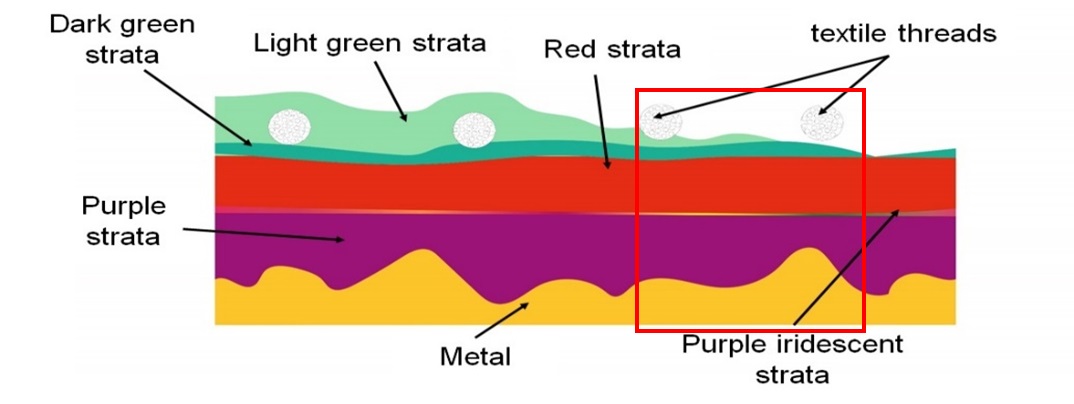 Dark green
strata
Light green strata
Red strata
textile threads
Purple
strata
Metal
Purple iridescent
strata